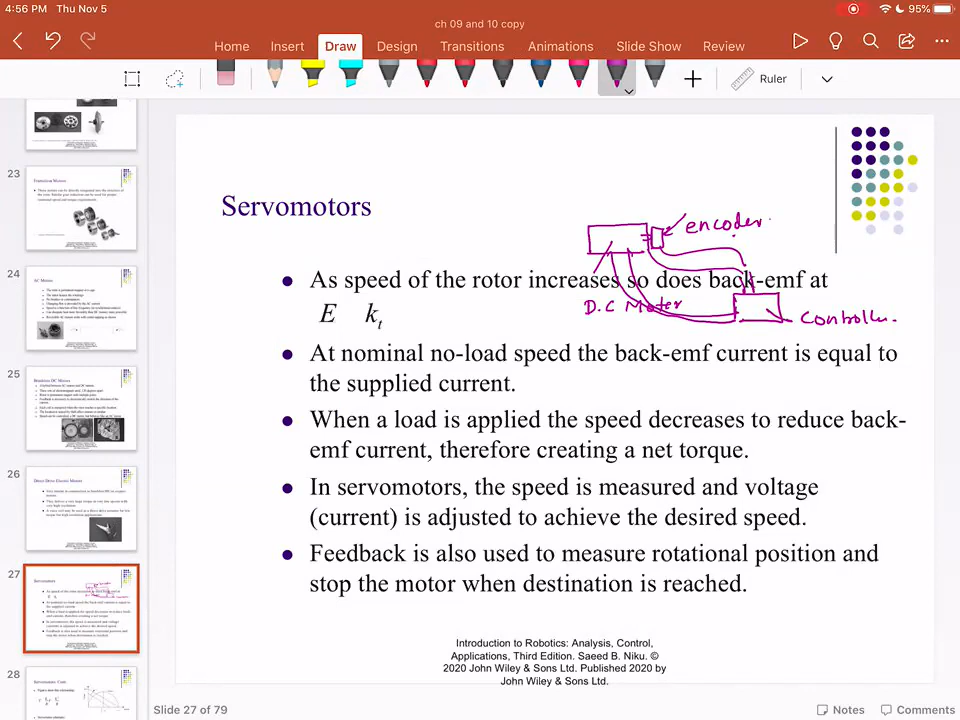 4:56 PM Thu Nov 5
95%
ch 09 and 10 copy
Home Insert Draw Design Transitions Animations Slide Show Review
Ruler
23
24
AC Motors
25
Brushless DC Motors
26
Direct Drive Electric Motors
27
Servomotors
28
Servomotors
encoder.
D.C Motor
Controller.
As speed of the rotor increases so does back-emf at
E k_t
At nominal no-load speed the back-emf current is equal to
the supplied current.
When a load is applied the speed decreases to reduce back-
emf current, therefore creating a net torque.
In servomotors, the speed is measured and voltage
(current) is adjusted to achieve the desired speed.
Feedback is also used to measure rotational position and
stop the motor when destination is reached.
Introduction to Robotics: Analysis, Control,
Applications, Third Edition. Saeed B. Niku. ©
2020 John Wiley & Sons Ltd. Published 2020 by
John Wiley & Sons Ltd.
Slide 27 of 79
Notes Comments